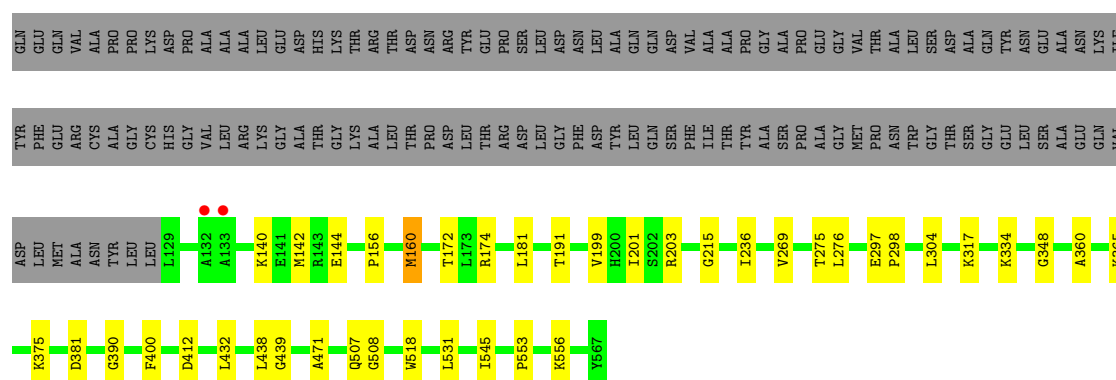 GLN GLU GLN VAL ALA PRO PRO LYS ASP PRO ALA ALA ALA LEU GLU ASP HIS LYS THR ARG THR ASP ASN ARG TYR GLU PRO SER LEU ASP ASN LEU ALA GLN GLN ASP VAL ALA ALA PRO GLY ALA PRO GLU GLY VAL THR ALA LEU SER ASP ALA GLN TYR ASN GLU ALA ASN LYS
TYR PHE GLU ARG CYS ALA GLY CYS HIS GLY VAL LEU ARG LYS GLY ALA THR GLY LYS ALA LEU THR PRO ASP LEU THR ARG ASP LEU GLY PHE ASP TYR LEU GLN SER PHE ILE THR TYR ALA SER PRO ALA GLY MET PRO ASN TRP GLY THR SER GLY GLU LEU SER ALA GLU GLN
ASP LEU MET ALA ASN TYR LEU LEU L129 A132 A133 K140 E141 M142 R143 E144 P156 M160 T172 L173 R174 L181 T191 V199 H200 I201 S202 R203 G215 I236 V269 T275 L276 E297 P298 L304 K317 K334 G348 A360
K375 D381 G390 F400 D412 L432 L438 G439 A471 Q507 G508 W518 L531 I545 P553 K556 Y567